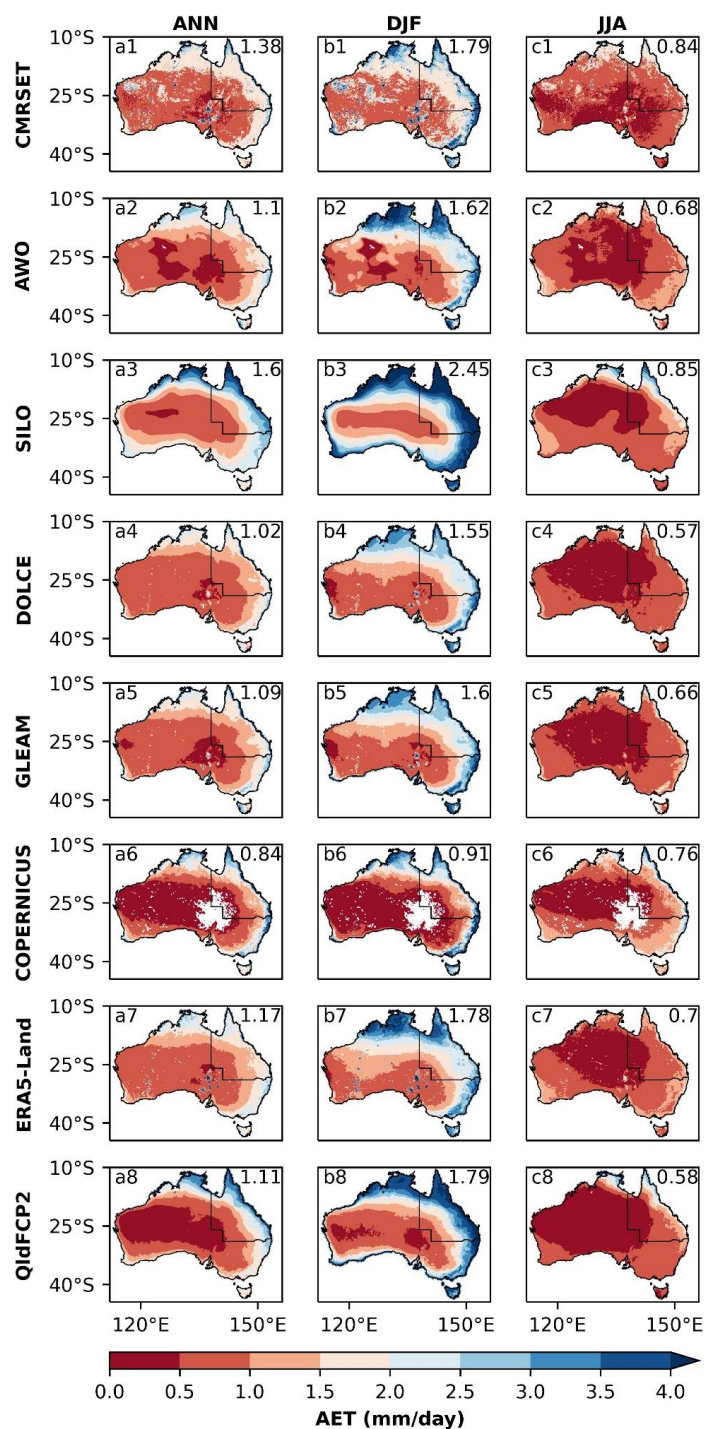 ANN DJF JJA
CMRSET
10°S
25°S
40°S
a1 1.38
b1 1.79
c1 0.84
AWO
10°S
25°S
40°S
a2 1.1
b2 1.62
c2 0.68
SILO
10°S
25°S
40°S
a3 1.6
b3 2.45
c3 0.85
DOLCE
10°S
25°S
40°S
a4 1.02
b4 1.55
c4 0.57
GLEAM
10°S
25°S
40°S
a5 1.09
b5 1.6
c5 0.66
COPERNICUS
10°S
25°S
40°S
a6 0.84
b6 0.91
c6 0.76
ERA5-Land
10°S
25°S
40°S
a7 1.17
b7 1.78
c7 0.7
QldFCP2
10°S
25°S
40°S
a8 1.11
b8 1.79
c8 0.58
120°E 150°E 120°E 150°E 120°E 150°E
0.0 0.5 1.0 1.5 2.0 2.5 3.0 3.5 4.0
AET (mm/day)